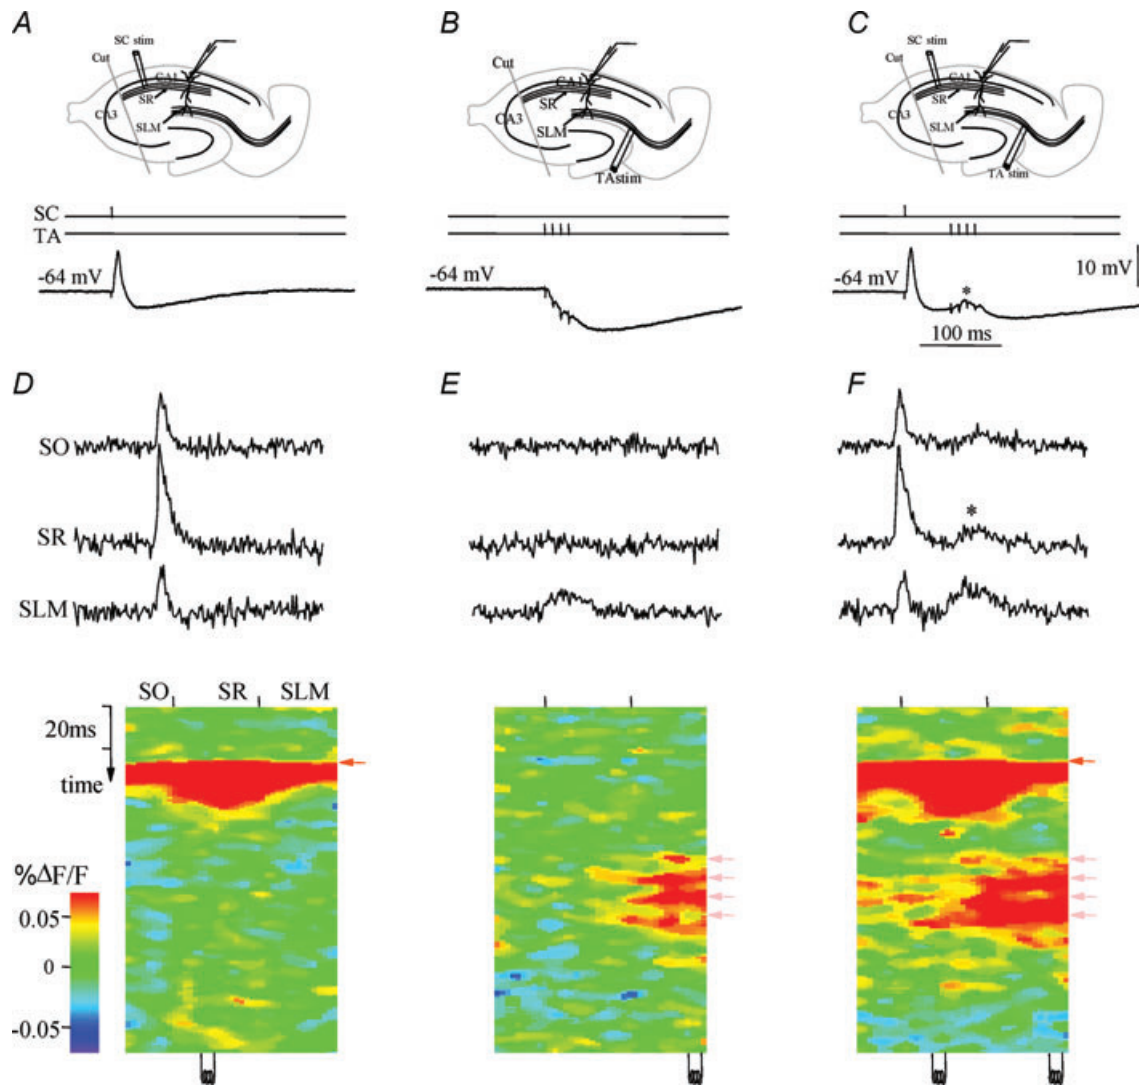 A
B
C
SC stim
Cut
CA1
SR
CA3
SLM
Cut
CA1
SR
CA3
SLM
TAstim
SC stim
Cut
CA1
SR
CA3
SLM
TA stim
SC
TA
-64 mV
-64 mV
-64 mV
*
10 mV
100 ms
D
E
F
SO
SR
*
SLM
SO SR SLM
20ms
time
%ΔF/F
0.05
0
-0.05